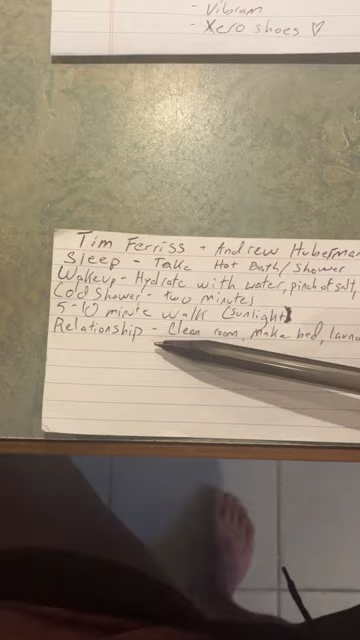 - Vibram
- Xero shoes ♡
Tim Ferriss + Andrew Huberman
Sleep - Take Hot Bath/Shower
Wakeup - Hydrate with water, pinch of salt,
Cold Shower - two minutes
5-10 minute walk (sunlight)
Relationship - Clean room, make bed, laun